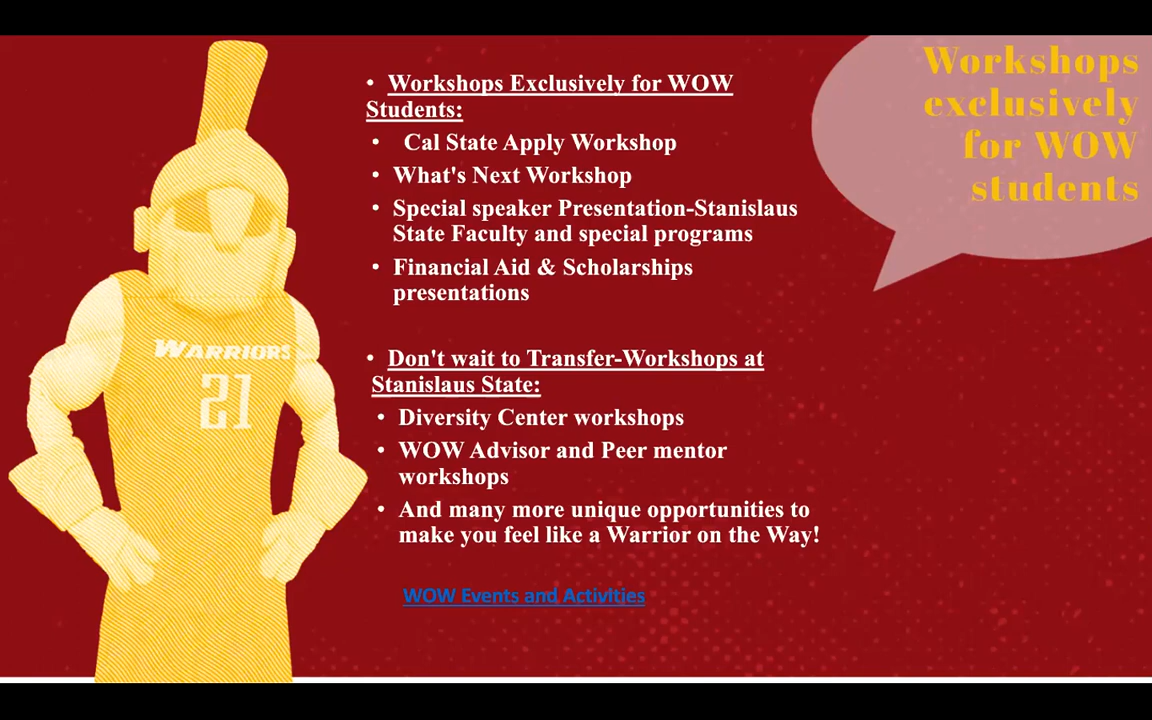 • Workshops Exclusively for WOW
Students:
• Cal State Apply Workshop
• What's Next Workshop
• Special speaker Presentation-Stanislaus
State Faculty and special programs
• Financial Aid & Scholarships
presentations
• Don't wait to Transfer-Workshops at
Stanislaus State:
• Diversity Center workshops
• WOW Advisor and Peer mentor
workshops
• And many more unique opportunities to
make you feel like a Warrior on the Way!
WOW Events and Activities
Workshops
exclusively
for WOW
students
WARRIORS
21